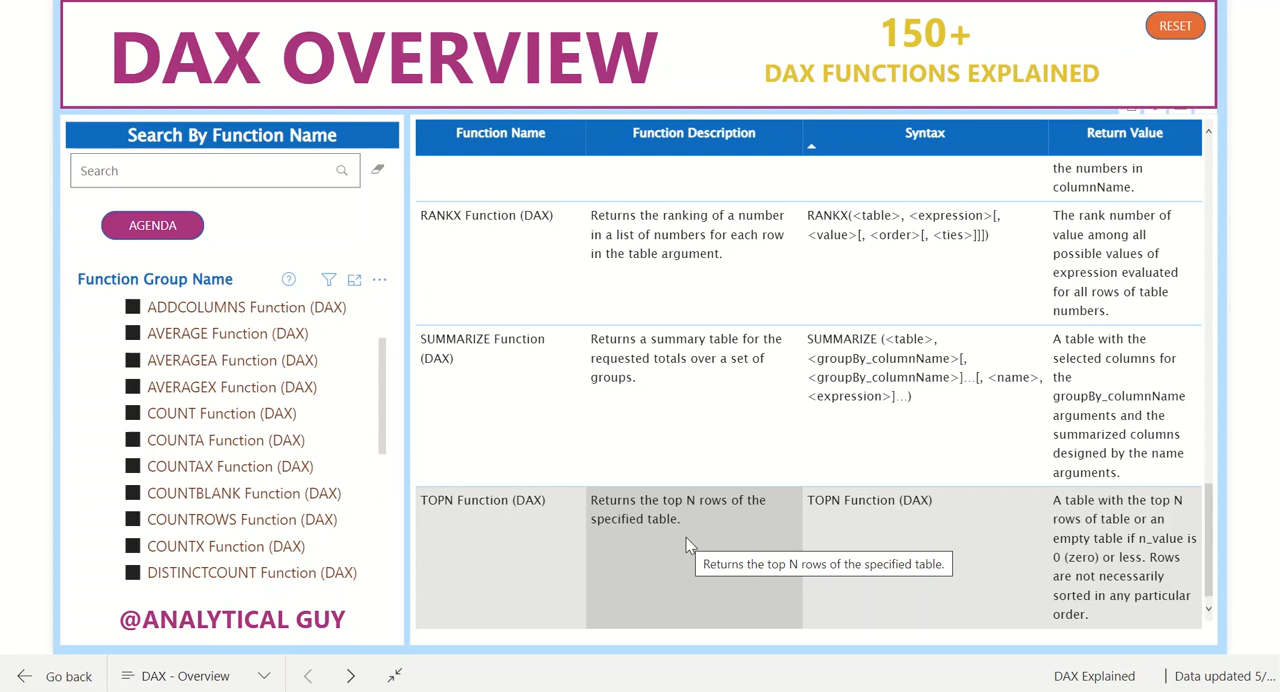 DAX OVERVIEW
150+
DAX FUNCTIONS EXPLAINED
RESET
Search By Function Name
Search
AGENDA
Function Group Name
ADDCOLUMNS Function (DAX)
AVERAGE Function (DAX)
AVERAGEA Function (DAX)
AVERAGEX Function (DAX)
COUNT Function (DAX)
COUNTA Function (DAX)
COUNTAX Function (DAX)
COUNTBLANK Function (DAX)
COUNTROWS Function (DAX)
COUNTX Function (DAX)
DISTINCTCOUNT Function (DAX)
@ANALYTICAL GUY
Function Name
Function Description
Syntax
Return Value
the numbers in
columnName.
RANKX Function (DAX)
Returns the ranking of a number
in a list of numbers for each row
in the table argument.
RANKX(<table>, <expression>[,
<value>[, <order>[, <ties>]]])
The rank number of
value among all
possible values of
expression evaluated
for all rows of table
numbers.
SUMMARIZE Function
(DAX)
Returns a summary table for the
requested totals over a set of
groups.
SUMMARIZE (<table>,
<groupBy_columnName>[,
<groupBy_columnName>]…[, <name>,
<expression>]…)
A table with the
selected columns for
the
groupBy_columnName
arguments and the
summarized columns
designed by the name
arguments.
TOPN Function (DAX)
Returns the top N rows of the
specified table.
TOPN Function (DAX)
A table with the top N
rows of table or an
empty table if n_value is
0 (zero) or less. Rows
are not necessarily
sorted in any particular
order.
Returns the top N rows of the specified table.
Go back
DAX - Overview
DAX Explained
Data updated 5/...